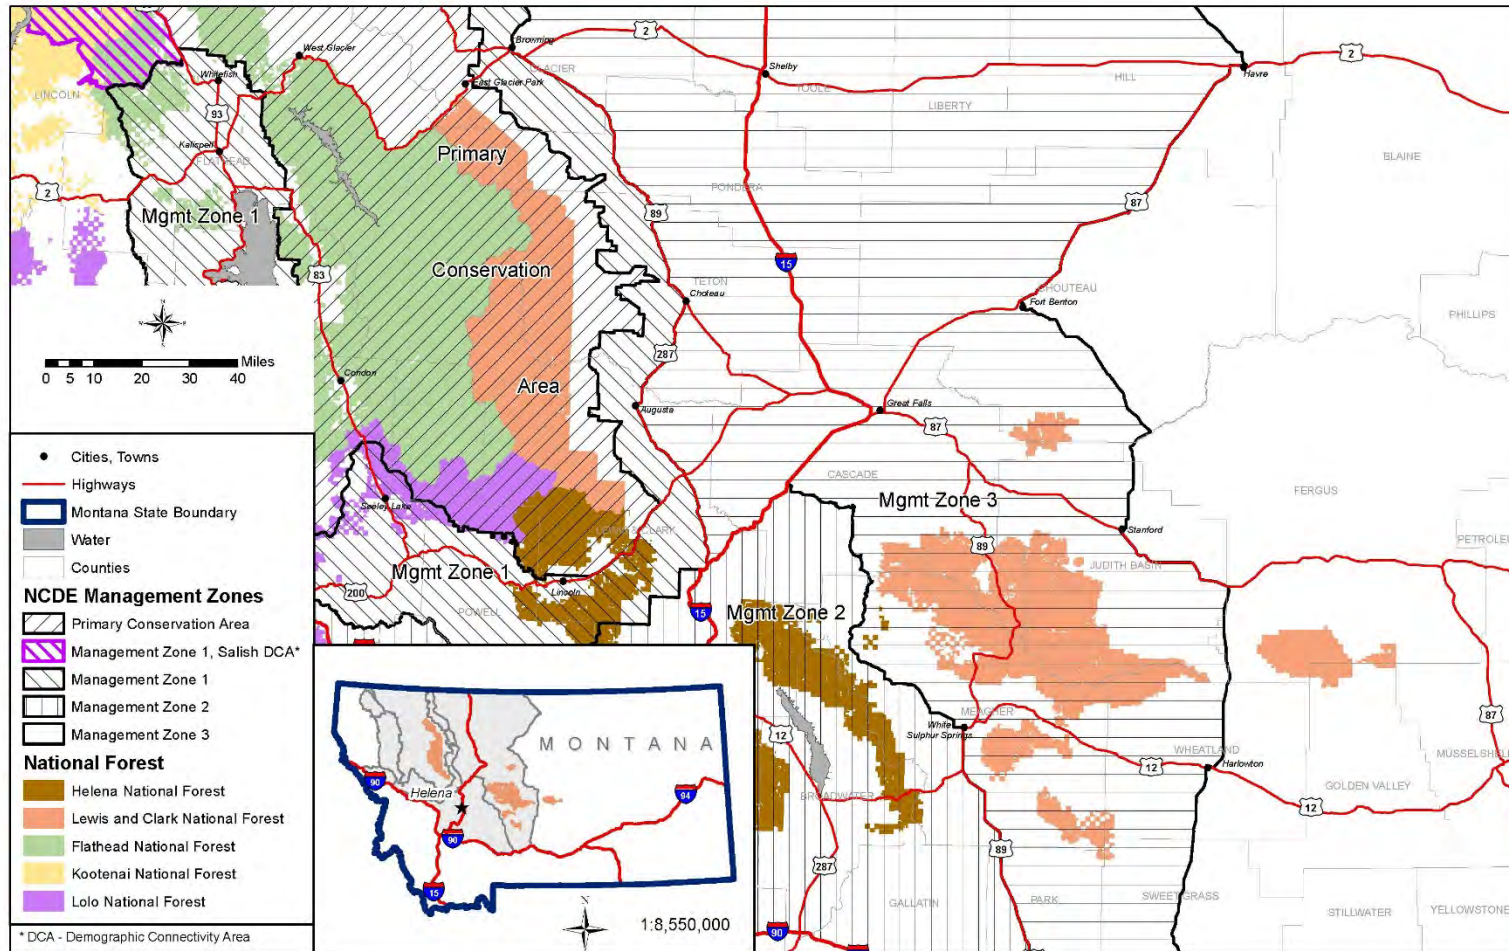 West Glacier
Browning
2
GLACIER
Shelby
TOOLE
HILL
Havre
2
Whitefish
East Glacier Park
LINCOLN
LIBERTY
93
Kalispell
FLATHEAD
Primary
BLAINE
2
Mgmt Zone 1
PONDERA
89
87
83
Conservation
15
TETON
Choteau
CHOUTEAU
Fort Benton
PHILLIPS
N
W E
S
Miles
0 5 10 20 30 40
287
Condon
Area
Augusta
Great Falls
87
CASCADE
Mgmt Zone 3
FERGUS
Seeley Lake
LEWIS & CLARK
Stanford
89
PETROLEU
JUDITH BASIN
Mgmt Zone 1
200
Lincoln
POWELL
15
Mgmt Zone 2
Cities, Towns
Highways
Montana State Boundary
Water
Counties
NCDE Management Zones
Primary Conservation Area
Management Zone 1, Salish DCA*
Management Zone 1
Management Zone 2
Management Zone 3
National Forest
Helena National Forest
Lewis and Clark National Forest
Flathead National Forest
Kootenai National Forest
Lolo National Forest
* DCA - Demographic Connectivity Area
MONTANA
90
Helena
94
90
15
N
W E
S
1:8,550,000
MEAGHER
White
Sulphur Springs
12
12
WHEATLAND
Harlowton
87
MUSSELSHELL
GOLDEN VALLEY
12
BROADWATER
287
89
GALLATIN
PARK
SWEET GRASS
STILLWATER
YELLOWSTONE
90